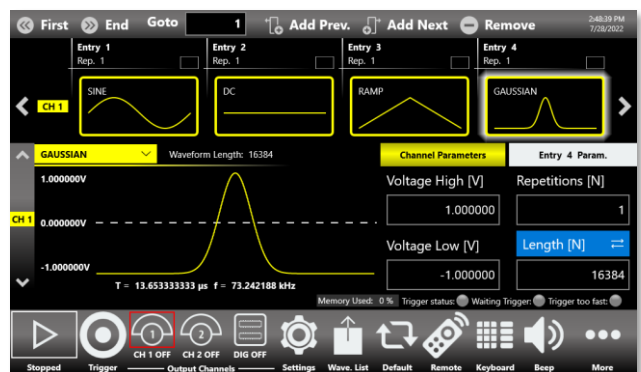 First End Goto 1 Add Prev. Add Next Remove 2:48:39 PM
7/28/2022
Entry 1 Entry 2 Entry 3 Entry 4
Rep. 1 Rep. 1 Rep. 1 Rep. 1
CH 1 SINE DC RAMP GAUSSIAN
GAUSSIAN Waveform Length: 16384 Channel Parameters Entry 4 Param.
1.000000V Voltage High [V] Repetitions [N]
1.000000 1
CH 1 0.000000V
Voltage Low [V] Length [N]
-1.000000V -1.000000 16384
T = 13.653333333 µs f = 73.242188 kHz
Memory Used: 0 % Trigger status: Waiting Trigger: Trigger too fast:
1 2
CH 1 OFF CH 2 OFF DIG OFF
Stopped Trigger Output Channels Settings Wave. List Default Remote Keyboard Beep More